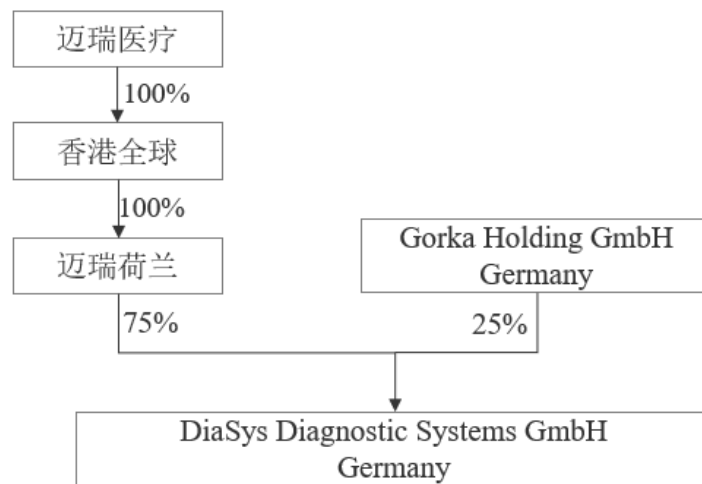 迈瑞医疗
100%
香港全球
100%
迈瑞荷兰
Gorka Holding GmbH
Germany
75%
25%
DiaSys Diagnostic Systems GmbH
Germany